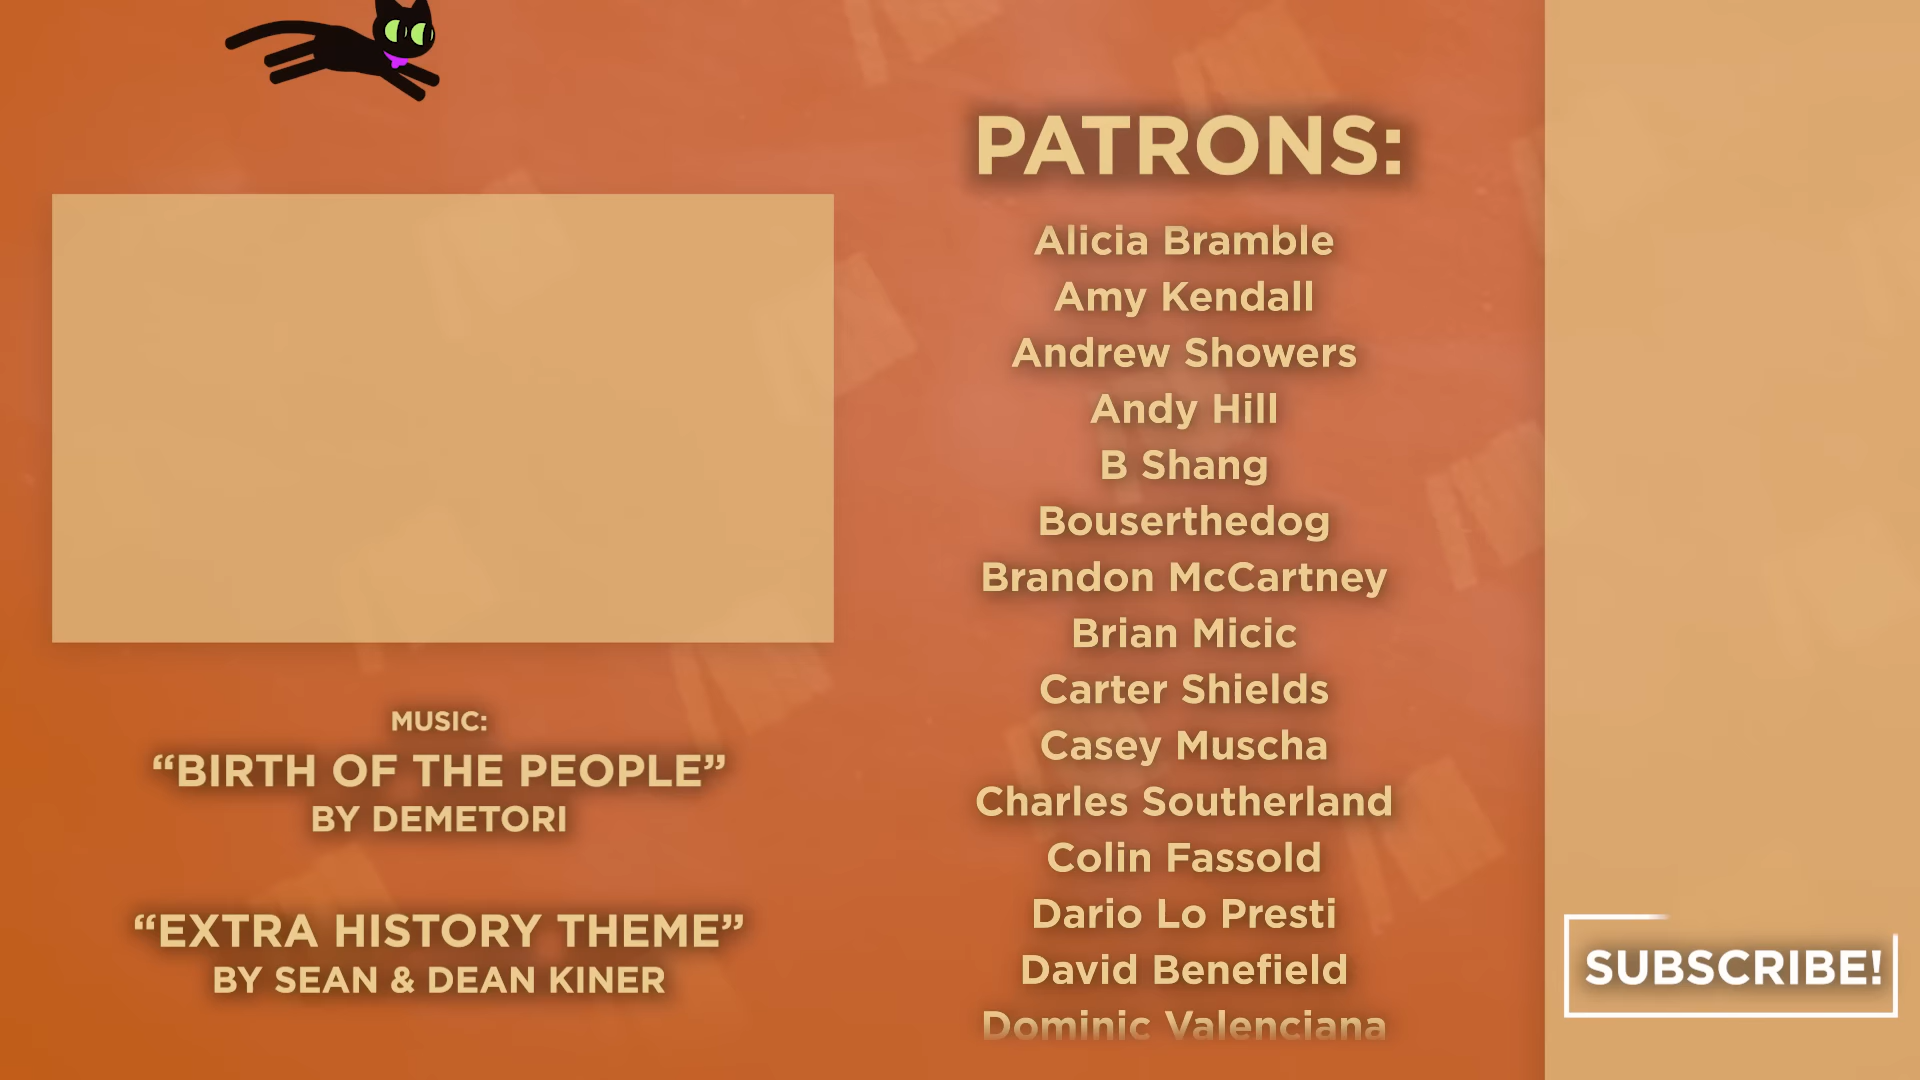 PATRONS:
Alicia Bramble
Amy Kendall
Andrew Showers
Andy Hill
B Shang
Bouserthedog
Brandon McCartney
Brian Micic
Carter Shields
Casey Muscha
Charles Southerland
Colin Fassold
Dario Lo Presti
David Benefield
Dominic Valenciana
MUSIC:
“BIRTH OF THE PEOPLE”
BY DEMETORI
“EXTRA HISTORY THEME”
BY SEAN & DEAN KINER
SUBSCRIBE!